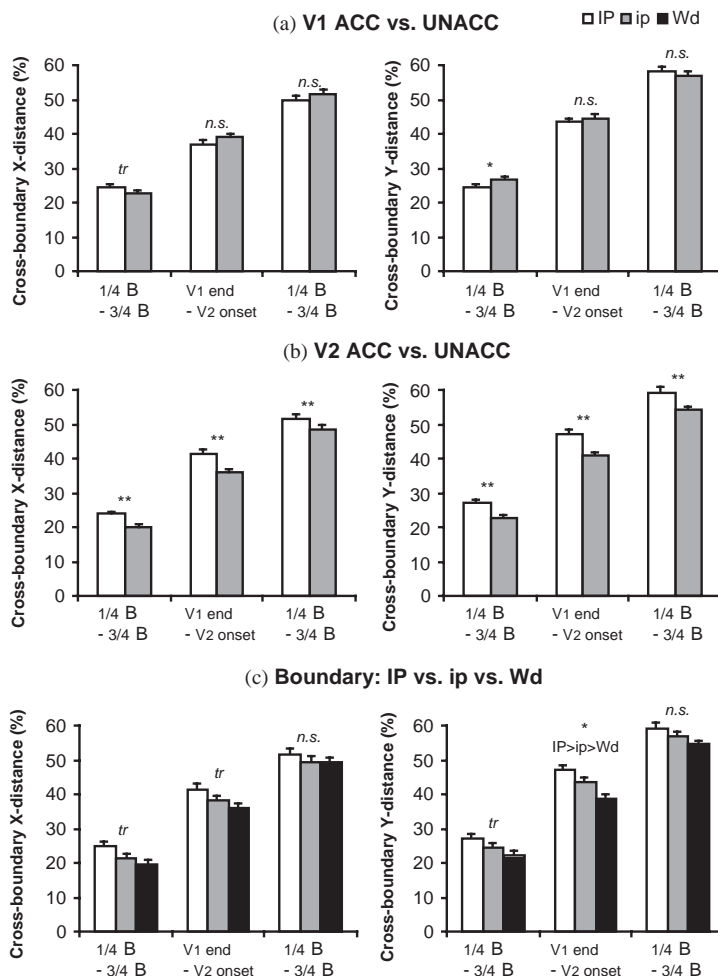 (a) V1 ACC vs. UNACC
IP ip Wd
Cross-boundary X-distance (%)
60
50
40
30
20
10
0
tr
n.s.
n.s.
1/4 B
- 3/4 B
V1 end
- V2 onset
1/4 B
- 3/4 B
Cross-boundary Y-distance (%)
60
50
40
30
20
10
0
*
n.s.
n.s.
1/4 B
- 3/4 B
V1 end
- V2 onset
1/4 B
- 3/4 B
(b) V2 ACC vs. UNACC
Cross-boundary X-distance (%)
60
50
40
30
20
10
0
**
**
**
1/4 B
- 3/4 B
V1 end
- V2 onset
1/4 B
- 3/4 B
Cross-boundary Y-distance (%)
60
50
40
30
20
10
0
**
**
**
1/4 B
- 3/4 B
V1 end
- V2 onset
1/4 B
- 3/4 B
(c) Boundary: IP vs. ip vs. Wd
Cross-boundary X-distance (%)
60
50
40
30
20
10
0
tr
tr
n.s.
1/4 B
- 3/4 B
V1 end
- V2 onset
1/4 B
- 3/4 B
Cross-boundary Y-distance (%)
60
50
40
30
20
10
0
tr
*
IP>ip>Wd
n.s.
1/4 B
- 3/4 B
V1 end
- V2 onset
1/4 B
- 3/4 B